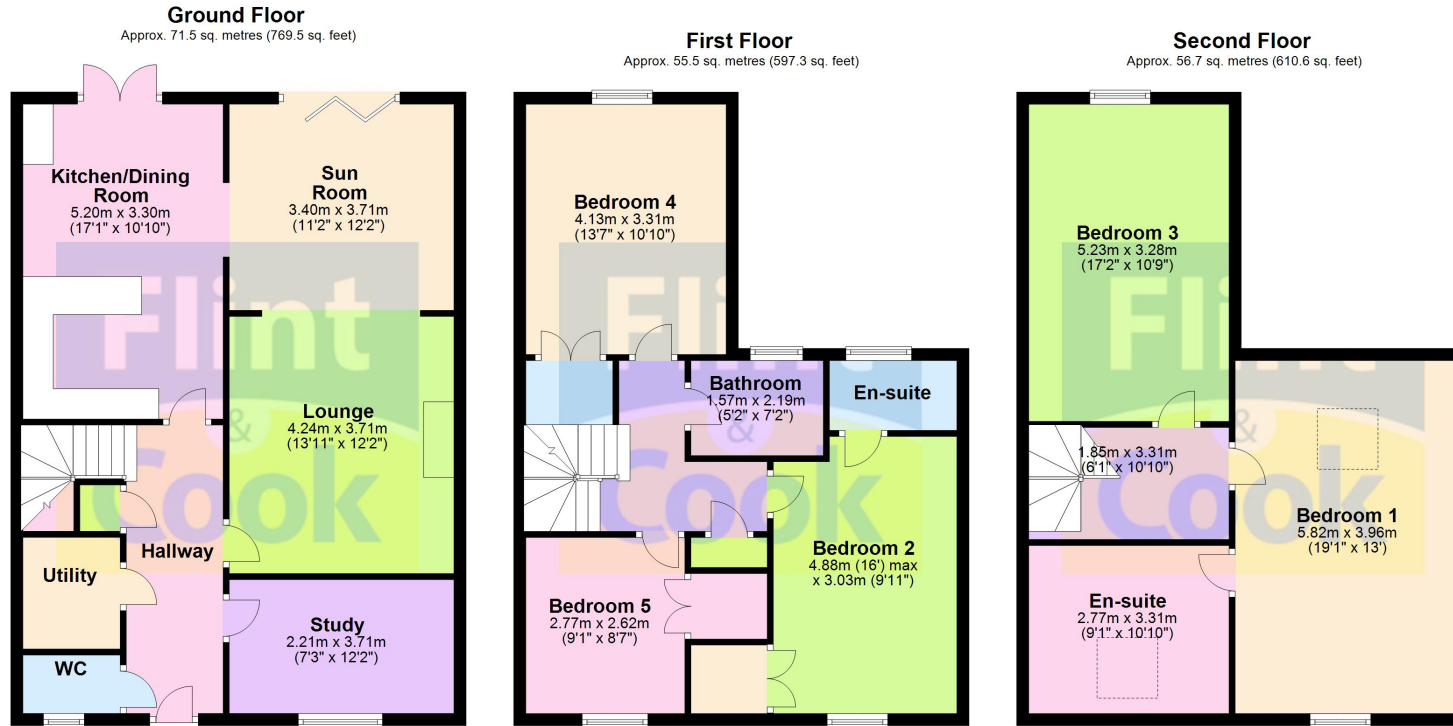 Ground Floor
Approx. 71.5 sq. metres (769.5 sq. feet)
Kitchen/Dining
Room
5.20m x 3.30m
(17'1" x 10'10")
Sun
Room
3.40m x 3.71m
(11'2" x 12'2")
Lounge
4.24m x 3.71m
(13'11" x 12'2")
Hallway
Utility
Study
2.21m x 3.71m
(7'3" x 12'2")
WC
Flint
&
Cook
First Floor
Approx. 55.5 sq. metres (597.3 sq. feet)
Bedroom 4
4.13m x 3.31m
(13'7" x 10'10")
Bathroom
1.57m x 2.19m
(5'2" x 7'2")
En-suite
Bedroom 2
4.88m (16') max
x 3.03m (9'11")
Bedroom 5
2.77m x 2.62m
(9'1" x 8'7")
Flint
&
Cook
Second Floor
Approx. 56.7 sq. metres (610.6 sq. feet)
Bedroom 3
5.23m x 3.28m
(17'2" x 10'9")
1.85m x 3.31m
(6'1" x 10'10")
Bedroom 1
5.82m x 3.96m
(19'1" x 13')
En-suite
2.77m x 3.31m
(9'1" x 10'10")
Flint
&
Cook